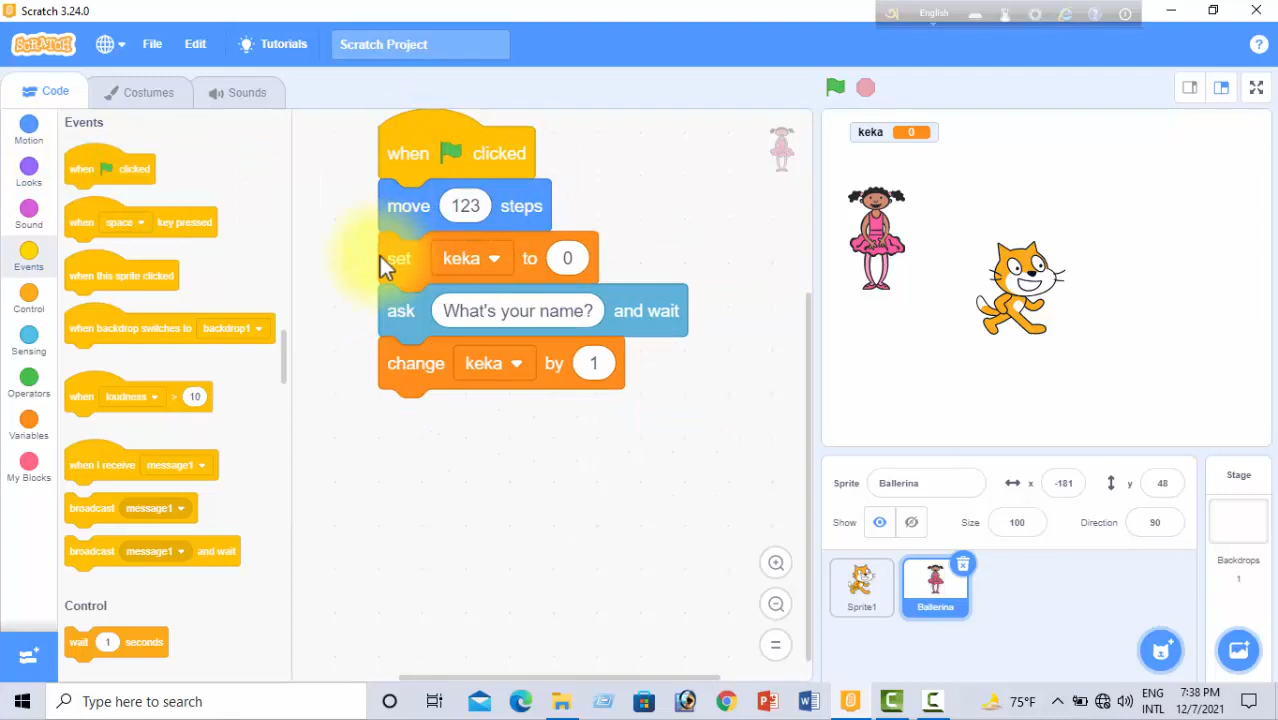 Scratch 3.24.0
English
SCRATCH
File
Edit
Tutorials
Scratch Project
Code
Costumes
Sounds
Motion
Looks
Sound
Events
Control
Sensing
Operators
Variables
My Blocks
Events
when clicked
when space key pressed
when this sprite clicked
when backdrop switches to backdrop1
when loudness > 10
when I receive message1
broadcast message1
broadcast message1 and wait
Control
wait 1 seconds
when clicked
move 123 steps
set keka to 0
ask What's your name? and wait
change keka by 1
keka 0
Sprite Ballerina x -181 y 48
Show Size 100 Direction 90
Sprite1
Ballerina
Stage
Backdrops
1
Type here to search
75°F
ENG
INTL
7:38 PM
12/7/2021